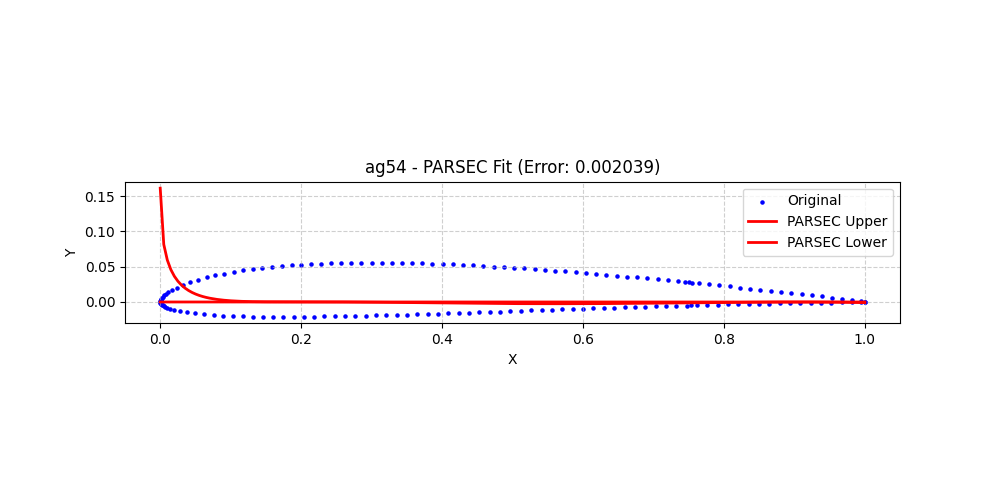 ag54 - PARSEC Fit (Error: 0.002039)
0.15
0.10
0.05
0.00
Y
Original
PARSEC Upper
PARSEC Lower
0.0 0.2 0.4 0.6 0.8 1.0
X